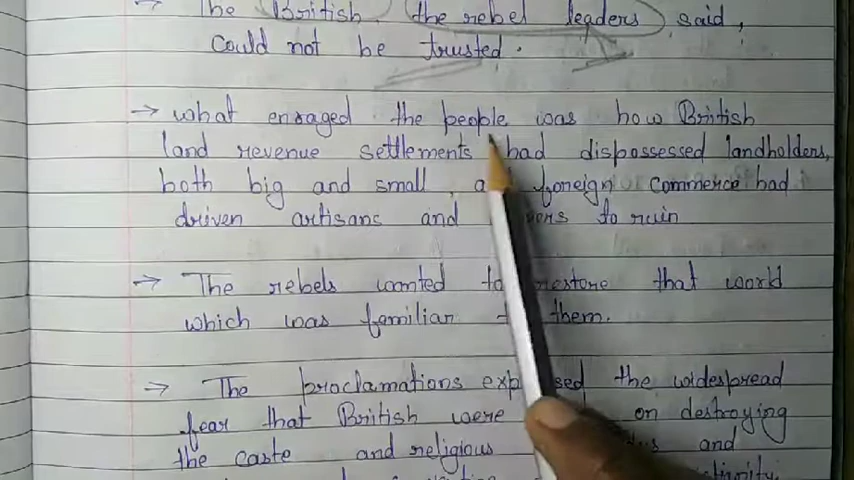 → The British, the rebel leaders said,
could not be trusted.
→ what enraged the people was how British
land revenue settlements had dispossessed landholders,
both big and small, foreign commerce had
driven artisans and to ruin
→ The rebels wanted to restore that world
which was familiar them.
→ The proclamations the widespread
fear that British were on destroying
the caste and religious and